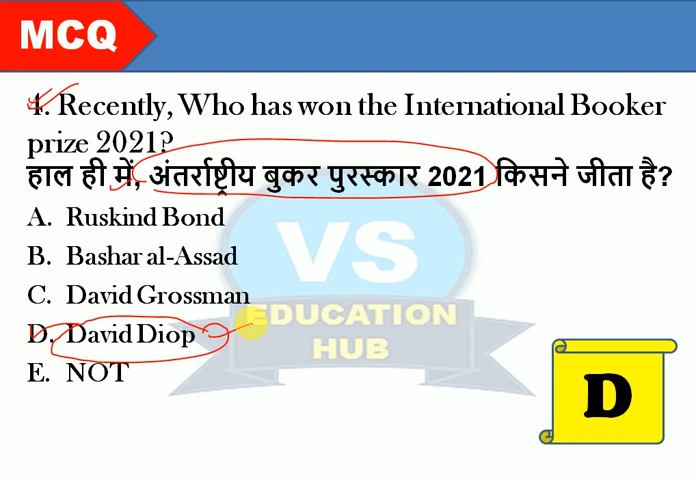 MCQ
4. Recently, Who has won the International Booker
prize 2021?
हाल ही में, अंतर्राष्ट्रीय बुकर पुरस्कार 2021 किसने जीता है?
A. Ruskind Bond
B. Bashar al-Assad
C. David Grossman
D. David Diop
E. NOT
VS
EDUCATION
HUB
D